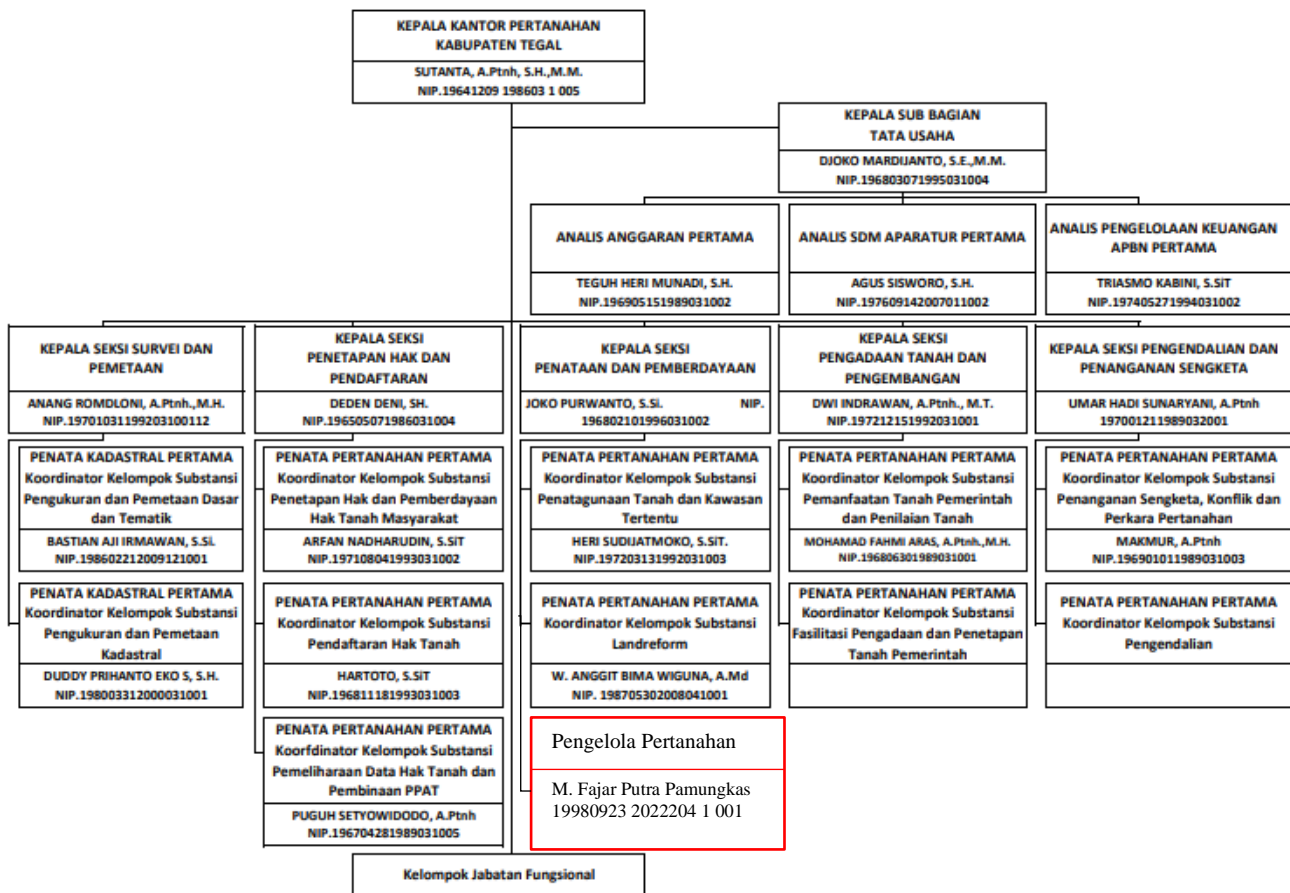 KEPALA KANTOR PERTANAHAN
KABUPATEN TEGAL
SUTANTA, A.Ptnh, S.H.,M.M.
NIP.19641209 198603 1 005
KEPALA SUB BAGIAN
TATA USAHA
DJOKO MARDIJANTO, S.E.,M.M.
NIP.196803071995031004
ANALIS ANGGARAN PERTAMA
TEGUH HERI MUNADI, S.H.
NIP.196905151989031002
ANALIS SDM APARATUR PERTAMA
AGUS SISWORO, S.H.
NIP.197609142007011002
ANALIS PENGELOLAAN KEUANGAN
APBN PERTAMA
TRIASMO KABINI, S.SiT
NIP.197405271994031002
KEPALA SEKSI SURVEI DAN
PEMETAAN
ANANG ROMDLONI, A.Ptnh.,M.H.
NIP.19701031199203100112
KEPALA SEKSI
PENETAPAN HAK DAN
PENDAFTARAN
DEDEN DENI, SH.
NIP.196505071986031004
KEPALA SEKSI
PENATAAN DAN PEMBERDAYAAN
JOKO PURWANTO, S.Si. NIP.
196802101996031002
KEPALA SEKSI
PENGADAAN TANAH DAN
PENGEMBANGAN
DWI INDRAWAN, A.Ptnh., M.T.
NIP.197212151992031001
KEPALA SEKSI PENGENDALIAN DAN
PENANGANAN SENGKETA
UMAR HADI SUNARYANI, A.Ptnh
197001211989032001
PENATA KADASTRAL PERTAMA
Koordinator Kelompok Substansi
Pengukuran dan Pemetaan Dasar
dan Tematik
BASTIAN AJI IRMAWAN, S.Si.
NIP.198602212009121001
PENATA PERTANAHAN PERTAMA
Koordinator Kelompok Substansi
Penetapan Hak dan Pemberdayaan
Hak Tanah Masyarakat
ARFAN NADHARUDIN, S.SiT
NIP.197108041993031002
PENATA PERTANAHAN PERTAMA
Koordinator Kelompok Substansi
Penatagunaan Tanah dan Kawasan
Tertentu
HERI SUDIJATMOKO, S.SiT.
NIP.197203131992031003
PENATA PERTANAHAN PERTAMA
Koordinator Kelompok Substansi
Pemanfaatan Tanah Pemerintah
dan Penilaian Tanah
MOHAMAD FAHMI ARAS, A.Ptnh.,M.H.
NIP.196806301989031001
PENATA PERTANAHAN PERTAMA
Koordinator Kelompok Substansi
Penanganan Sengketa, Konflik dan
Perkara Pertanahan
MAKMUR, A.Ptnh
NIP.196901011989031003
PENATA KADASTRAL PERTAMA
Koordinator Kelompok Substansi
Pengukuran dan Pemetaan
Kadastral
DUDDY PRIHANTO EKO S, S.H.
NIP.198003312000031001
PENATA PERTANAHAN PERTAMA
Koordinator Kelompok Substansi
Pendaftaran Hak Tanah
HARTOTO, S.SiT
NIP.196811181993031003
PENATA PERTANAHAN PERTAMA
Koordinator Kelompok Substansi
Landreform
W. ANGGIT BIMA WIGUNA, A.Md
NIP. 198705302008041001
PENATA PERTANAHAN PERTAMA
Koordinator Kelompok Substansi
Fasilitasi Pengadaan dan Penetapan
Tanah Pemerintah
PENATA PERTANAHAN PERTAMA
Koordinator Kelompok Substansi
Pengendalian
PENATA PERTANAHAN PERTAMA
Koorfdinator Kelompok Substansi
Pemeliharaan Data Hak Tanah dan
Pembinaan PPAT
PUGUH SETYOWIDODO, A.Ptnh
NIP.196704281989031005
Pengelola Pertanahan
M. Fajar Putra Pamungkas
19980923 2022204 1 001
Kelompok Jabatan Fungsional